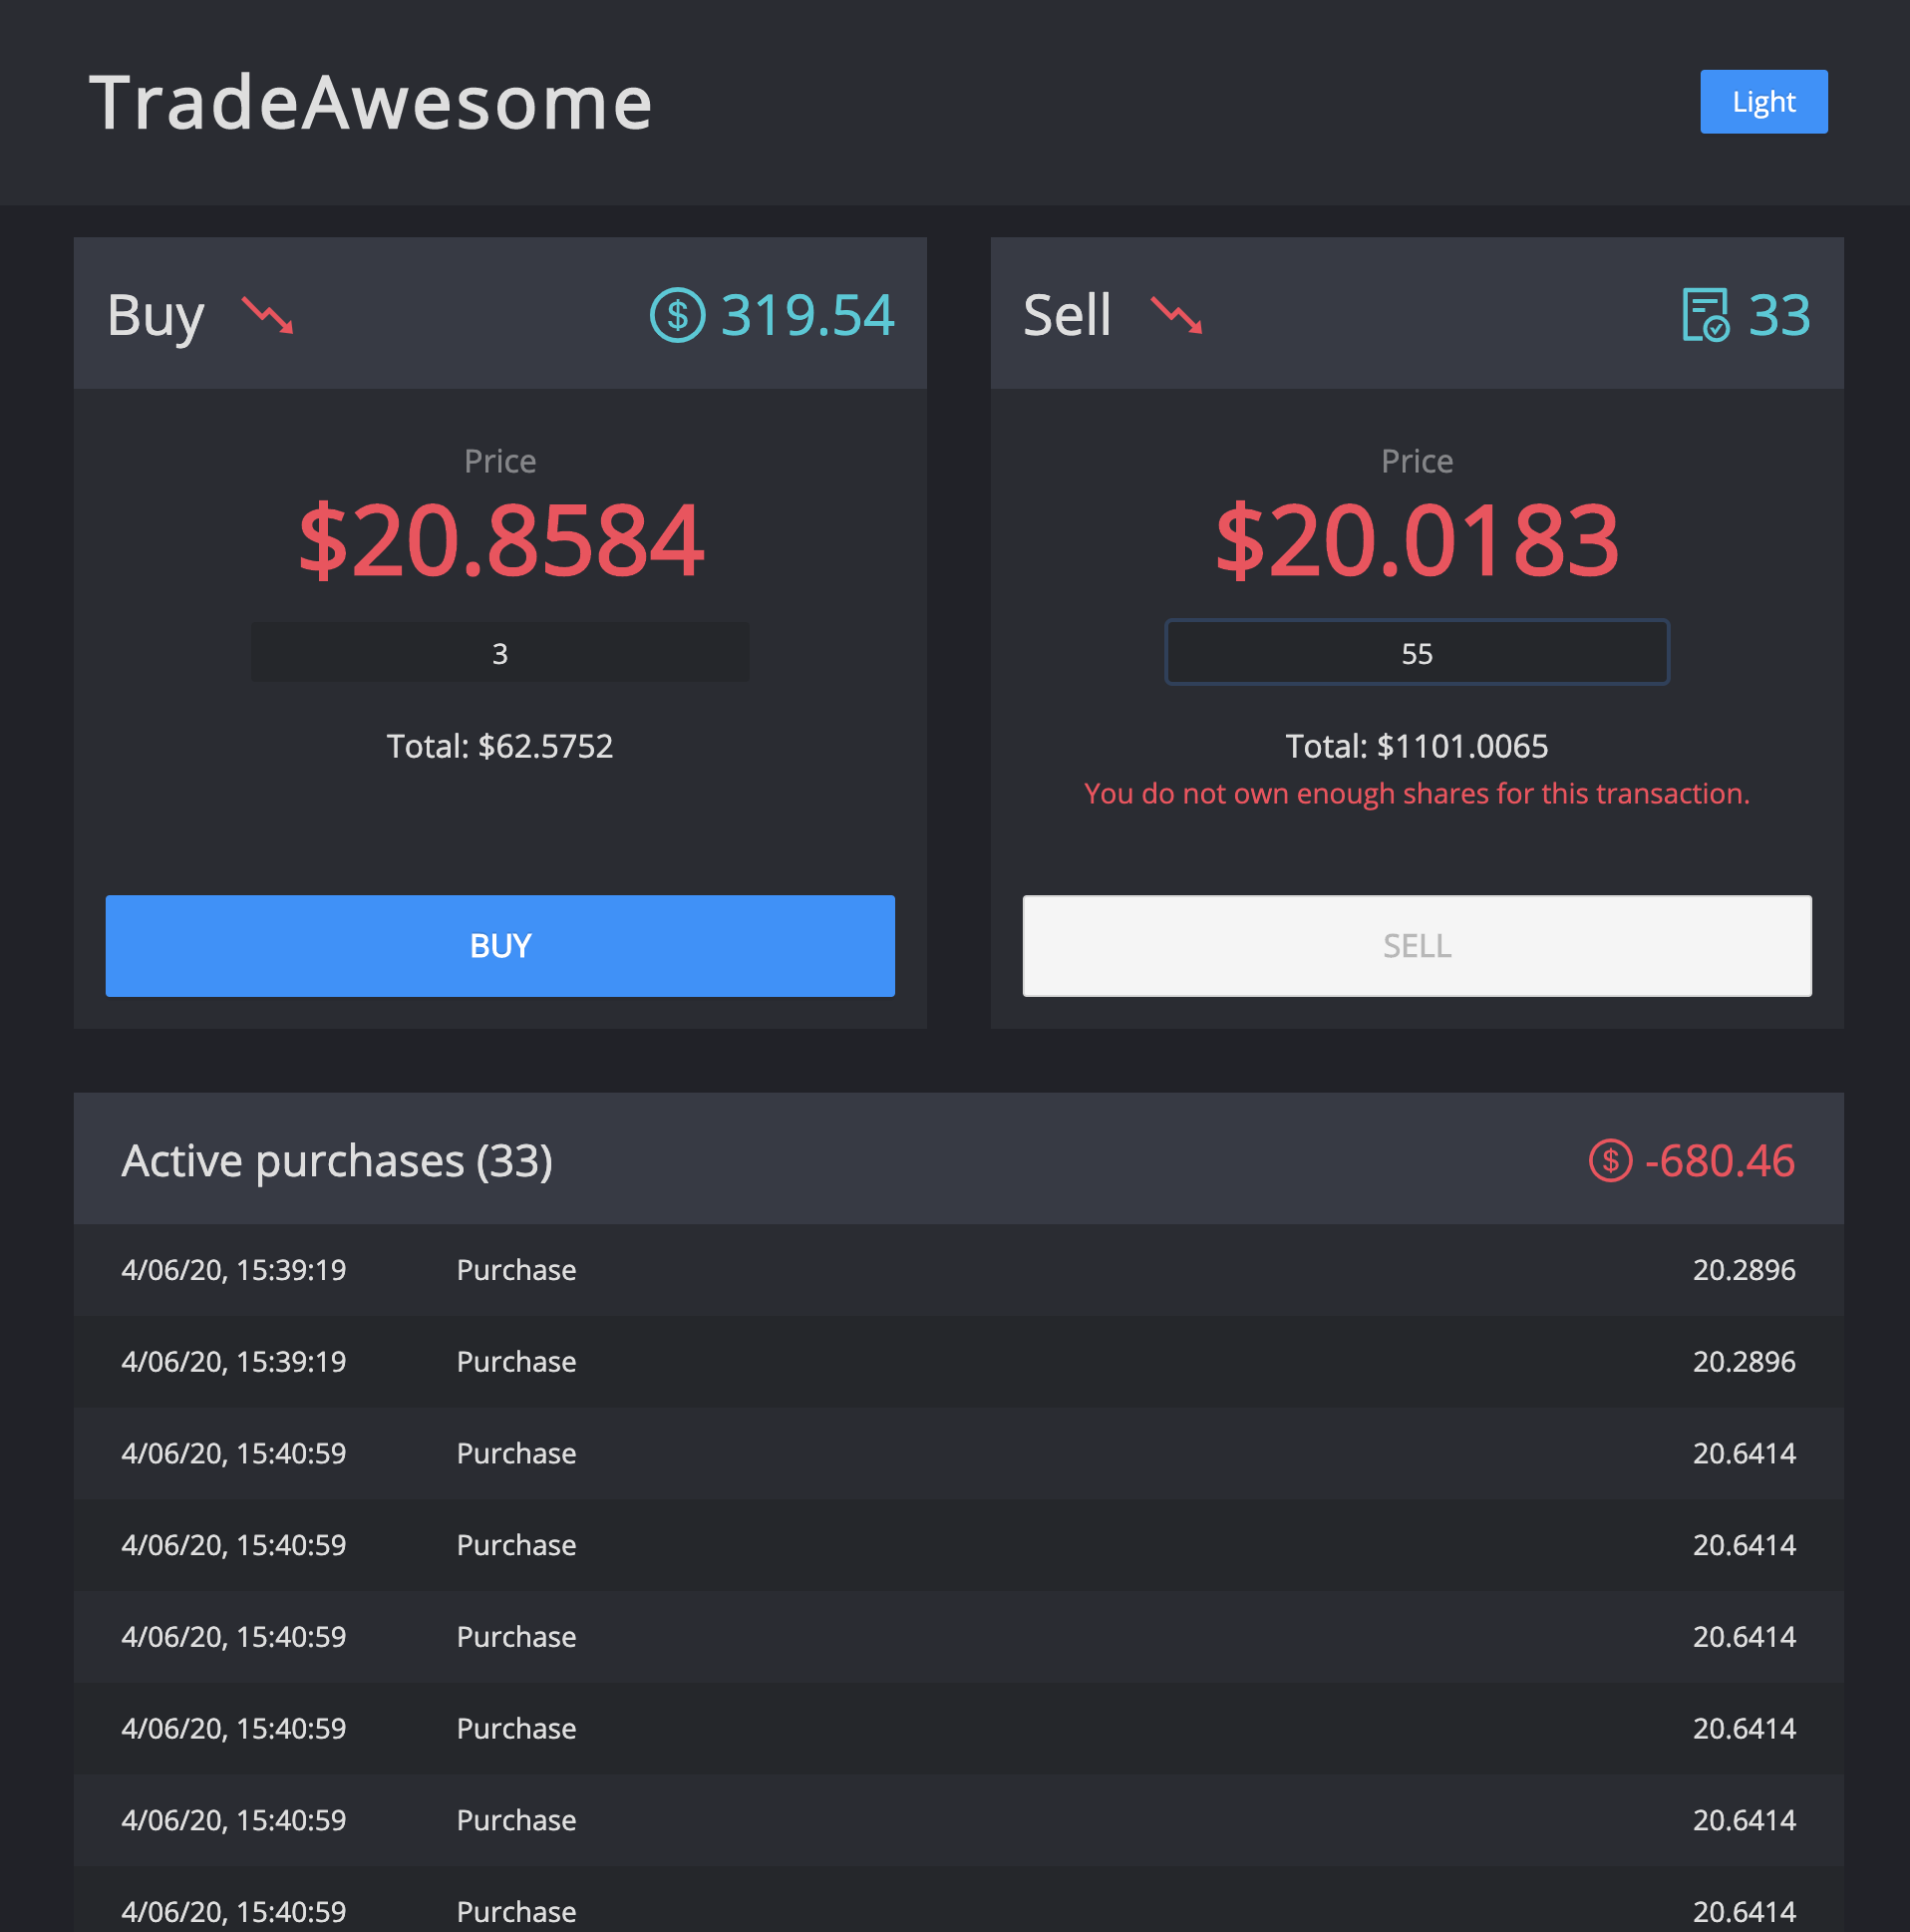 TradeAwesome
Light
Buy
$ 319.54
Price
$20.8584
3
Total: $62.5752
BUY
Sell
33
Price
$20.0183
55
Total: $1101.0065
You do not own enough shares for this transaction.
SELL
Active purchases (33)
$ -680.46
4/06/20, 15:39:19 Purchase 20.2896
4/06/20, 15:39:19 Purchase 20.2896
4/06/20, 15:40:59 Purchase 20.6414
4/06/20, 15:40:59 Purchase 20.6414
4/06/20, 15:40:59 Purchase 20.6414
4/06/20, 15:40:59 Purchase 20.6414
4/06/20, 15:40:59 Purchase 20.6414
4/06/20, 15:40:59 Purchase 20.6414